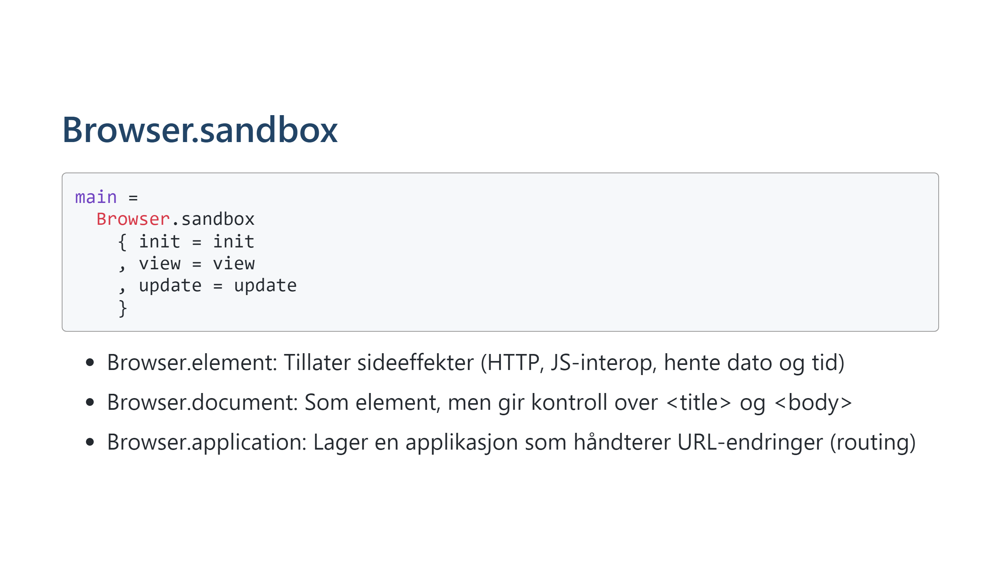 Browser.sandbox
main =
  Browser.sandbox
    { init = init
    , view = view
    , update = update
    }
• Browser.element: Tillater sideeffekter (HTTP, JS-interop, hente dato og tid)
• Browser.document: Som element, men gir kontroll over <title> og <body>
• Browser.application: Lager en applikasjon som håndterer URL-endringer (routing)